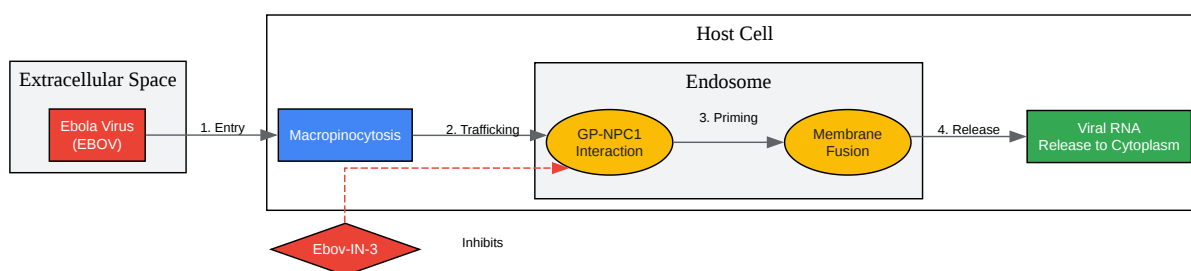 Host Cell
Extracellular Space
Endosome
Ebola Virus
(EBOV)
1. Entry
Macropinocytosis
2. Trafficking
GP-NPC1
Interaction
3. Priming
Membrane
Fusion
4. Release
Viral RNA
Release to Cytoplasm
Ebov-IN-3
Inhibits